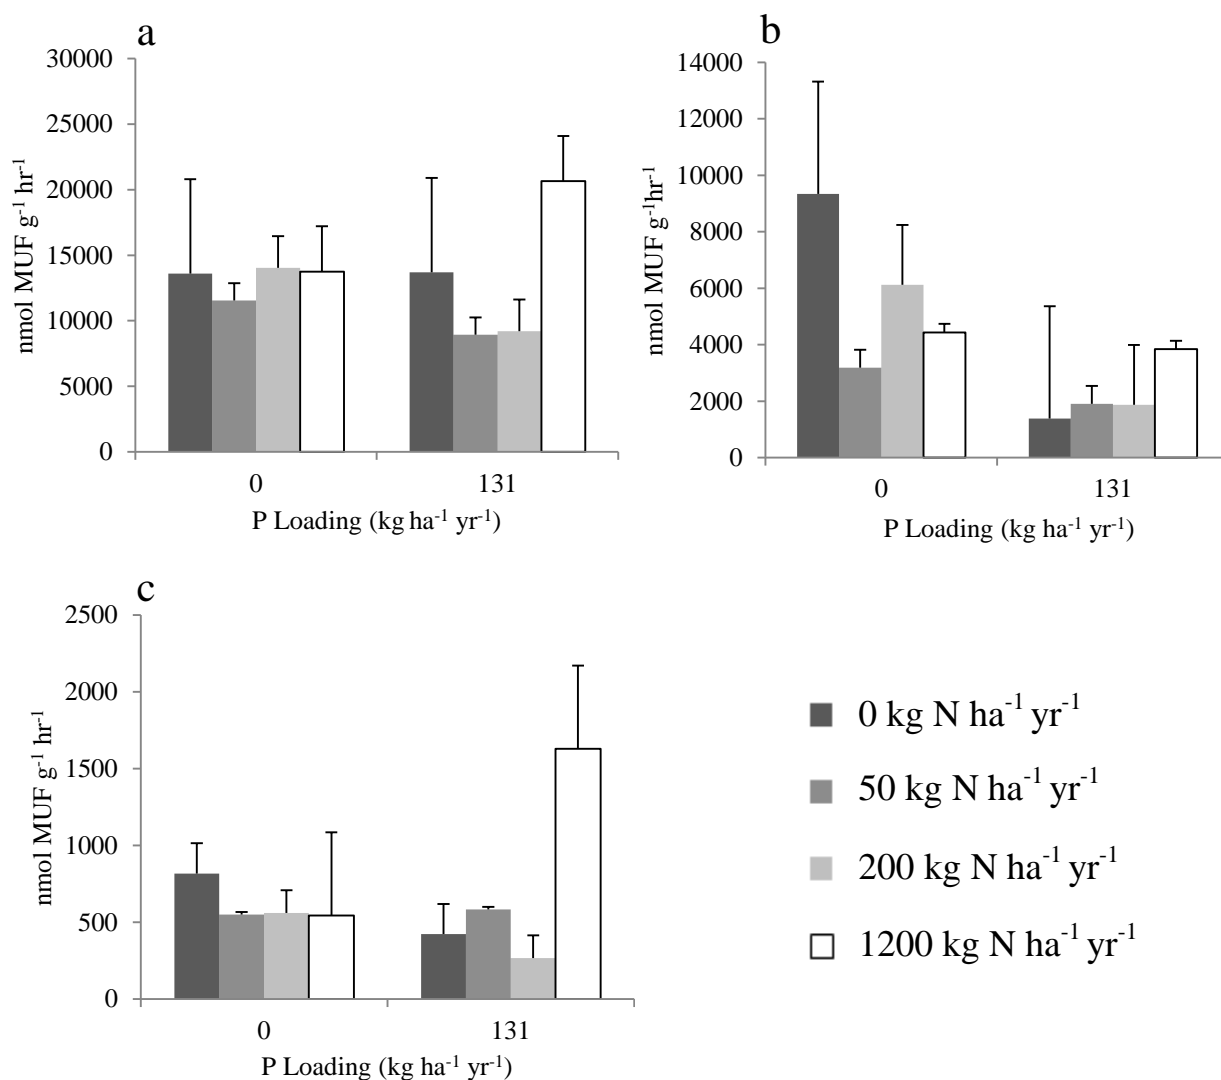 a
30000
25000
20000
15000
10000
5000
0
nmol MUF g⁻¹ hr⁻¹
0 131
P Loading (kg ha⁻¹ yr⁻¹)
b
14000
12000
10000
8000
6000
4000
2000
0
nmol MUF g⁻¹hr⁻¹
0 131
P Loading (kg ha⁻¹ yr⁻¹)
c
2500
2000
1500
1000
500
0
nmol MUF g⁻¹ hr⁻¹
0 131
P Loading (kg ha⁻¹ yr⁻¹)
0 kg N ha⁻¹ yr⁻¹
50 kg N ha⁻¹ yr⁻¹
200 kg N ha⁻¹ yr⁻¹
1200 kg N ha⁻¹ yr⁻¹